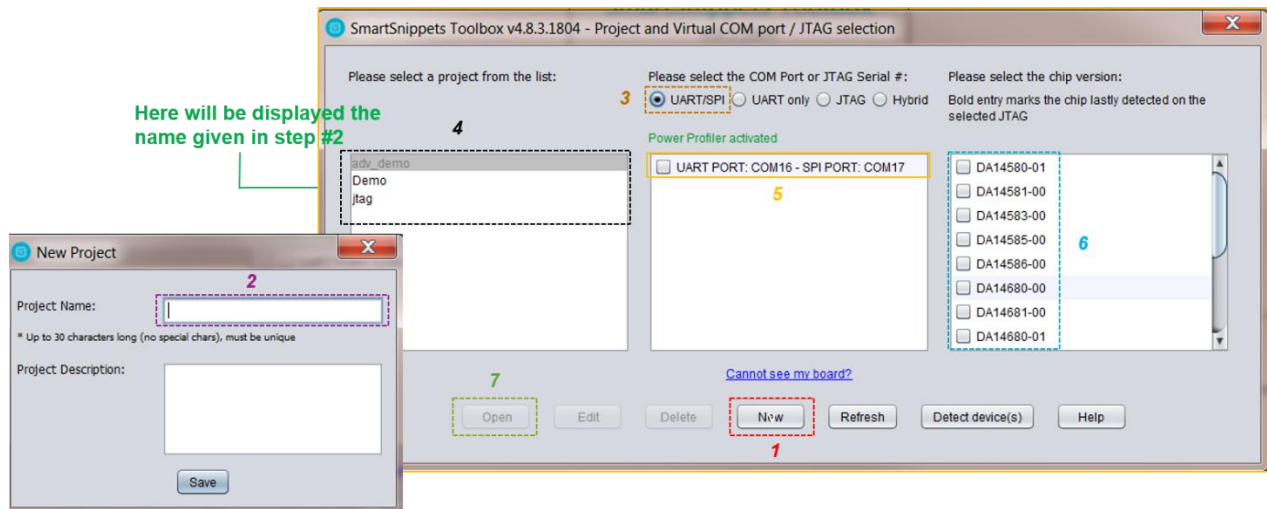 SmartSnippets Toolbox v4.8.3.1804 - Project and Virtual COM port / JTAG selection
X
Please select a project from the list:
Please select the COM Port or JTAG Serial #:
Please select the chip version:
3
UART/SPI
UART only
JTAG
Hybrid
Bold entry marks the chip lastly detected on the
selected JTAG
Here will be displayed the
name given in step #2
4
Power Profiler activated
adv_demo
Demo
jtag
UART PORT: COM16 - SPI PORT: COM17
5
DA14580-01
DA14581-00
DA14583-00
DA14585-00
DA14586-00
DA14680-00
DA14681-00
DA14680-01
6
New Project
X
2
Project Name:
* Up to 30 characters long (no special chars), must be unique
Project Description:
Save
Cannot see my board?
7
Open
Edit
Delete
New
Refresh
Detect device(s)
Help
1